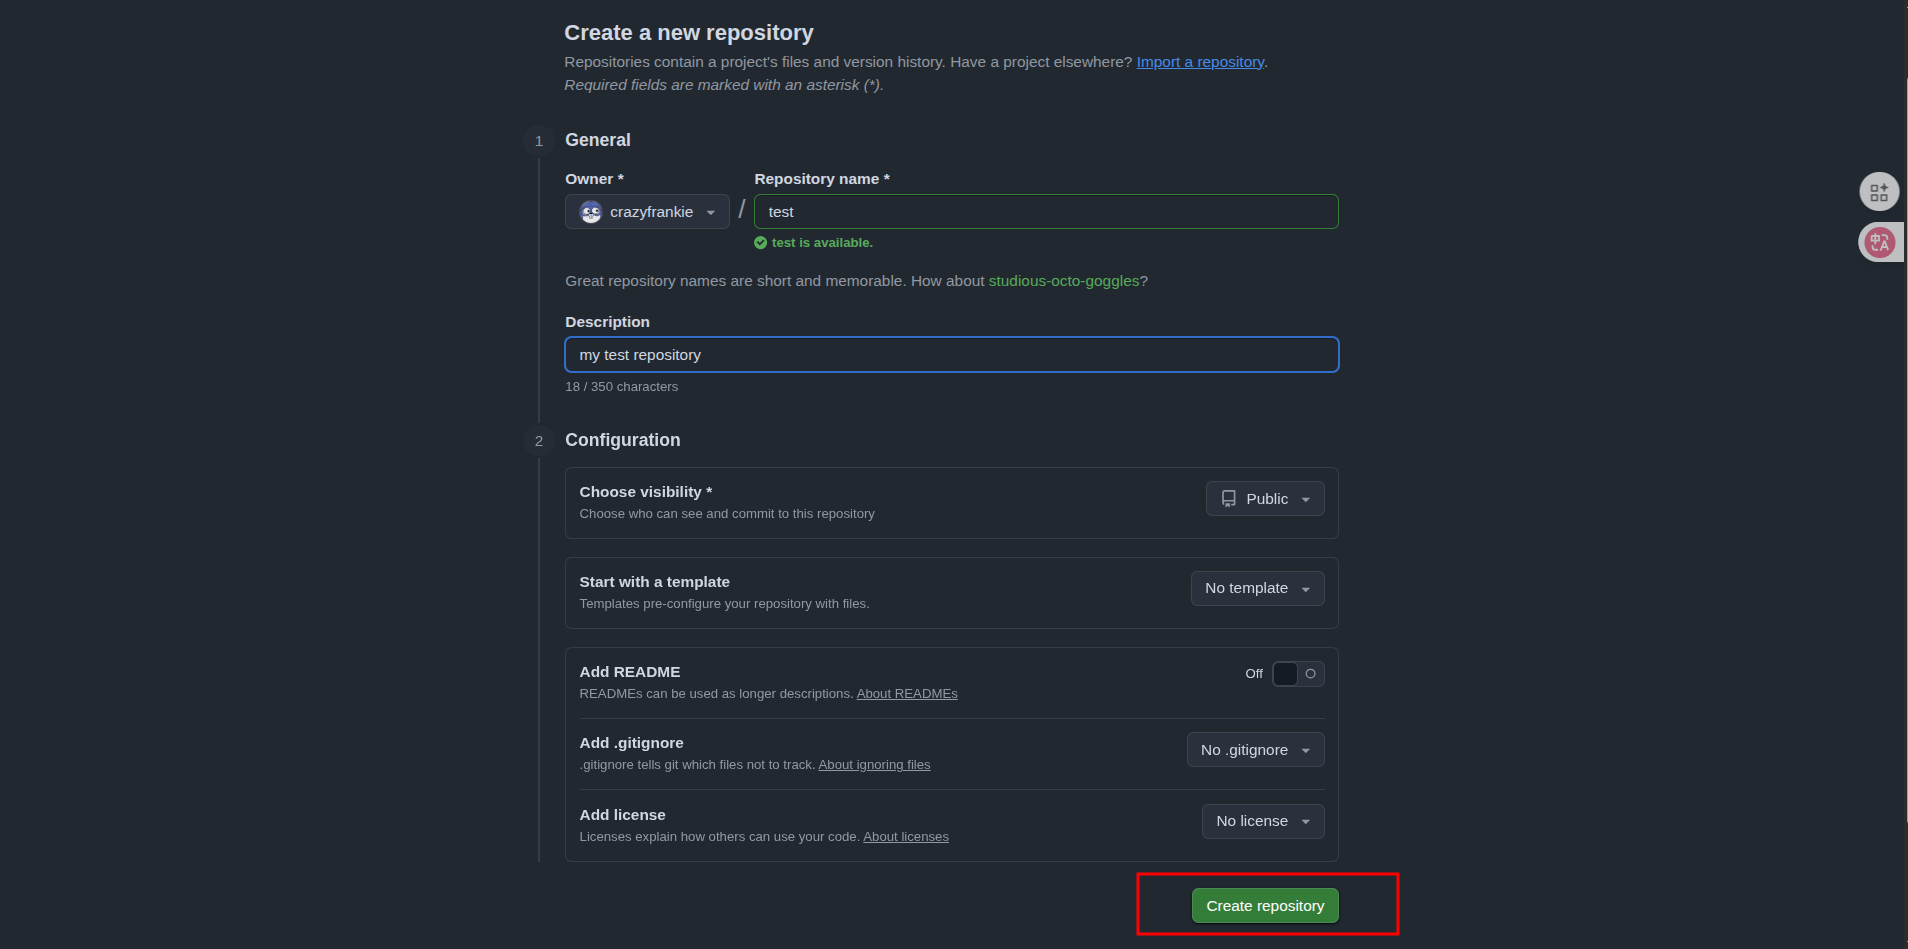 Create a new repository
Repositories contain a project's files and version history. Have a project elsewhere? Import a repository.
Required fields are marked with an asterisk (*).
1 General
Owner * Repository name *
crazyfrankie / test
test is available.
Great repository names are short and memorable. How about studious-octo-goggles?
Description
my test repository
18 / 350 characters
2 Configuration
Choose visibility *
Choose who can see and commit to this repository
Public
Start with a template
Templates pre-configure your repository with files.
No template
Add README
READMEs can be used as longer descriptions. About READMEs
Off
Add .gitignore
.gitignore tells git which files not to track. About ignoring files
No .gitignore
Add license
Licenses explain how others can use your code. About licenses
No license
Create repository
中A